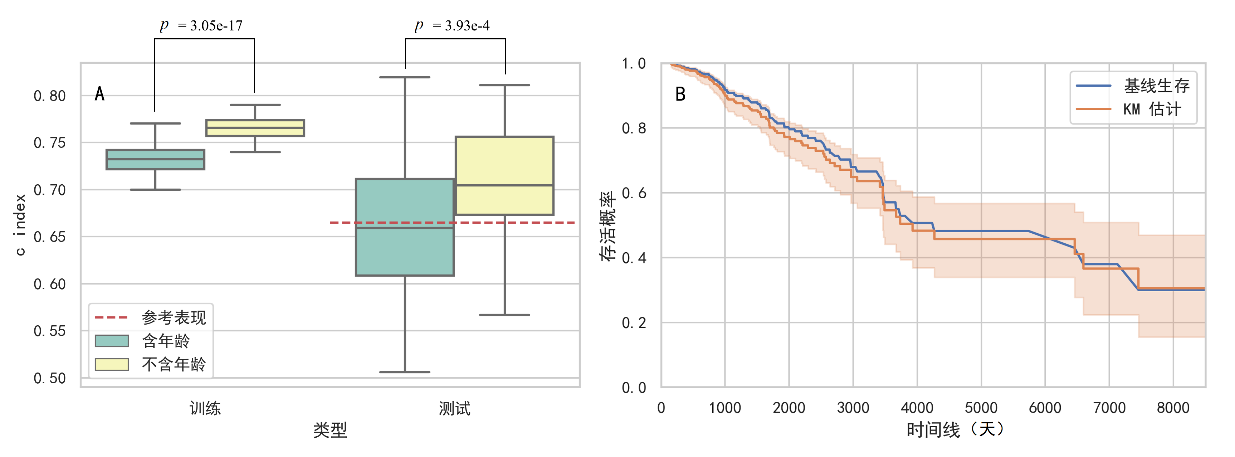 p = 3.05e-17
p = 3.93e-4
A
0.80
0.75
0.70
0.65
0.60
0.55
0.50
c index
参考表现
含年龄
不含年龄
训练
测试
类型
B
1.0
0.8
0.6
0.4
0.2
0.0
存活概率
基线生存
KM 估计
0 1000 2000 3000 4000 5000 6000 7000 8000
时间线（天）